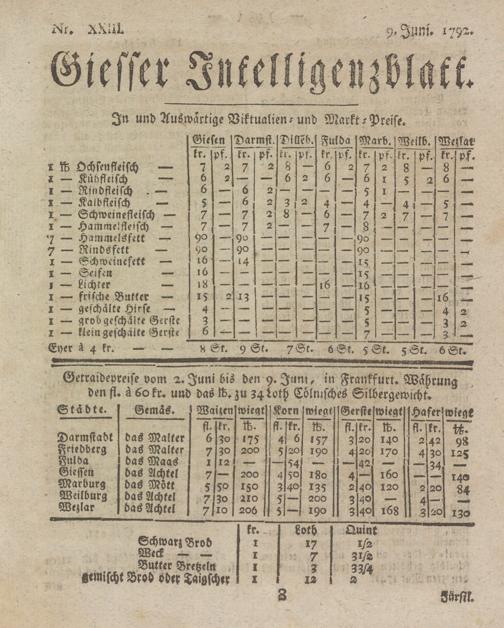 Nr. XXIII. 9. Juni. 1792.
Giesser Intelligenzblatt.
In und Auswärtige Viktualien- und Markt-Preise.
Giesen Darmst. Dilleb. Fulda Marb. Weilb. Wezlar
kr. pf. kr. pf. kr. pf. kr. pf. kr. pf. kr. pf. kr. pf.
1 ℔ Ochsenfleisch — 7 2 7 2 8 — 6 2 7 2 8 — 8 —
1 — Kühfleisch — 6 2 — — — 6 2 6 1 5 2 6 —
1 — Rindfleisch — 6 — 6 2 — — — — 5 1 — — — —
1 — Kalbfleisch — 5 — 6 2 3 2 4 — 4 — 4 — 5 —
1 — Schweinefleisch — 7 — 7 2 8 — 6 — 7 2 7 — 7 —
1 — Hammelfleisch — 7 — 7 2 — — 7 — 8 — — — — —
7 — Hammelsfett — 90 — 90 — — — — — 90 — — — — —
7 — Rindsfett — 90 — 90 — — — — — 90 — — — — —
1 — Schweinefett — 16 — 14 — — — — — 15 — — — — —
1 — Seifen — 16 — — — — — — — 15 — — — — —
1 — Lichter — 18 — — — — — 16 — 16 — — — — —
1 — frische Butter — 15 2 13 — — — — — 15 — — — 16 —
1 — geschälte Hirse — 4 — — — — — — — 5 — — — 4 2
1 — grob geschälte Gerste 3 — — — — — — — 5 — — — 4 2
1 — klein geschälte Gerste 6 — — — — — — — 7 — — — 3 2
Eyer à 4 kr. — — 8 St. 9 St. 7 St. 6 St. 5 St. 5 St. 6 St.
Getraidepreise vom 2. Juni bis den 9. Juni, in Frankfurt. Währung
den fl. à 60 kr. und das ℔. zu 34 Loth Cölnisches Silbergewicht.
Städte. Gemäs. Waizen wiegt Korn wiegt Gerste wiegt Hafer wiegt
fl. kr. ℔. fl. kr. ℔. fl. kr. ℔. fl. kr. ℔.
Darmstadt das Malter 6 30 175 4 6 157 3 20 140 2 42 98
Friedberg das Malter 7 30 200 5 20 190 4 20 170 4 30 125
Fulda das Maas 1 12 — — 54 — — 42 — — 34 —
Giesen das Achtel 7 — 200 4 50 180 4 — 160 — — 140
Marburg das Mött 5 50 150 3 40 135 2 40 120 2 20 84
Weilburg das Achtel 7 30 210 5 — 200 3 20 — — — —
Wezlar das Achtel 7 10 206 5 — 190 3 40 168 3 20 130
kr. Loth Quint
Schwarz Brod 1 17 1/2
Weck — — 1 7 3 1/2
Butter Bretzeln 1 3 3 3/4
gemischt Brod oder Taigscher 1 12 2
Fürstl.